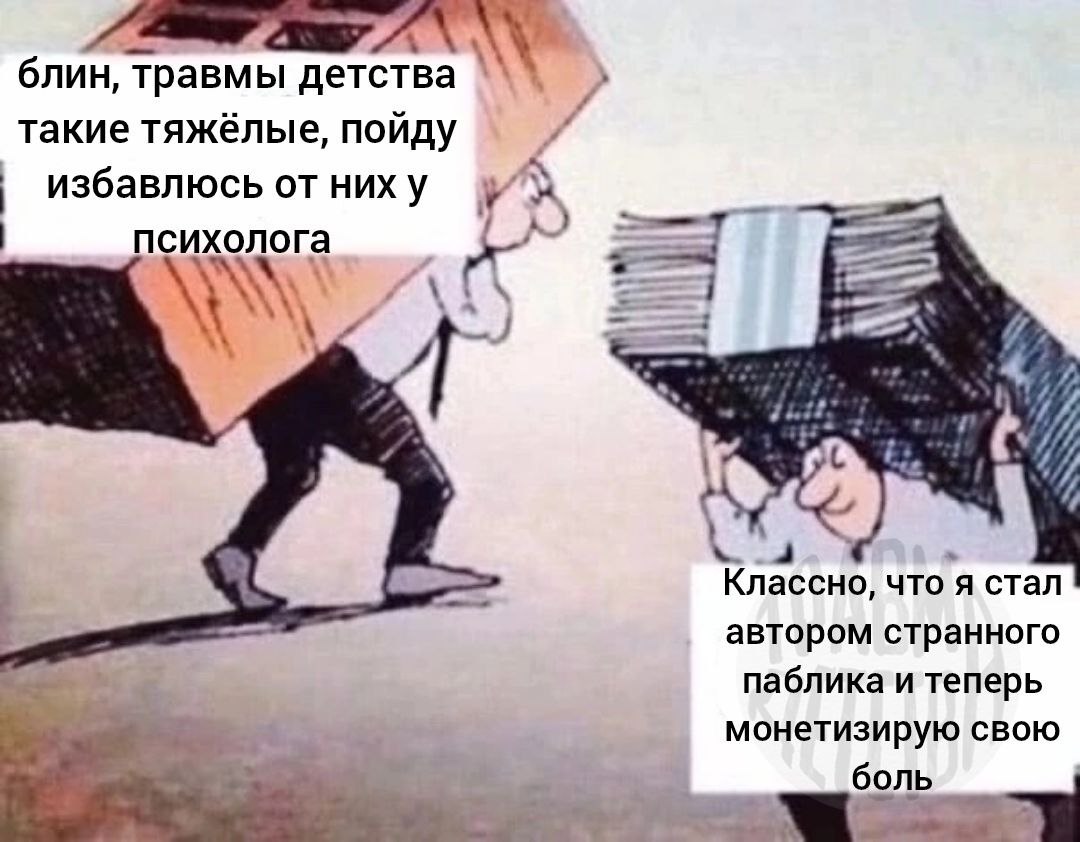 блин, травмы детства
такие тяжёлые, пойду
избавлюсь от них у
психолога
Классно, что я стал
автором странного
паблика и теперь
монетизирую свою
боль